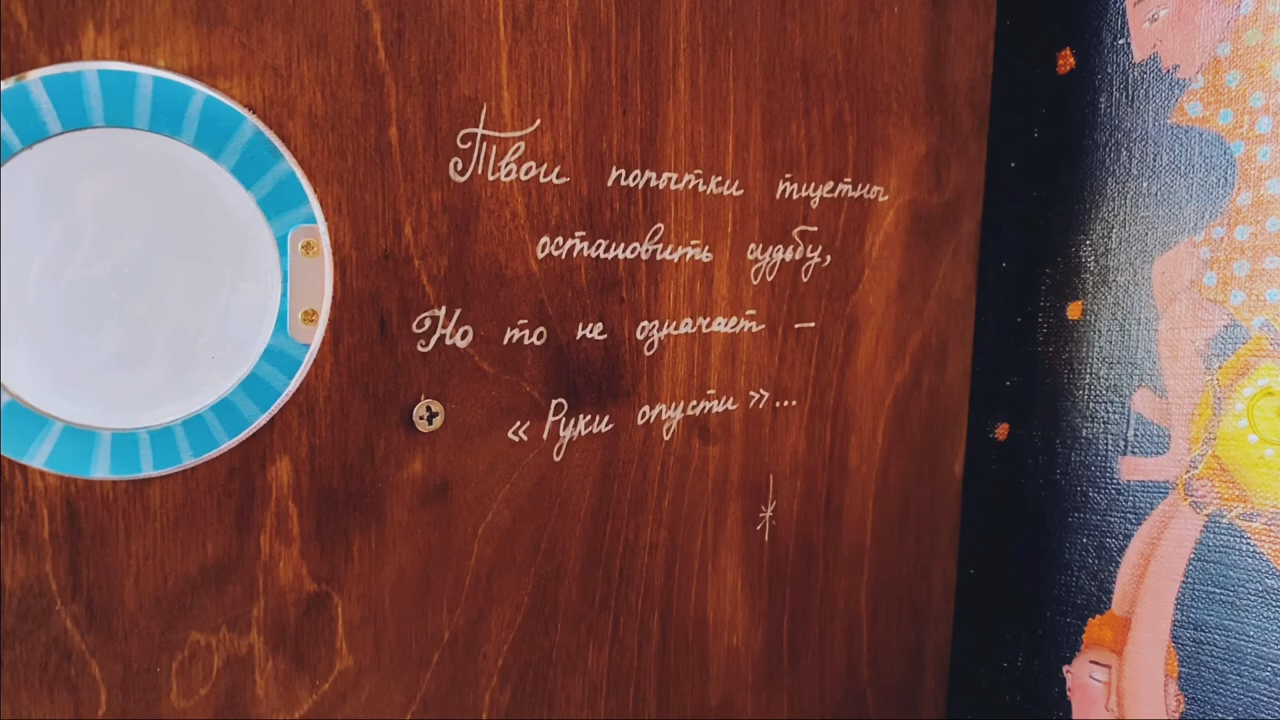 Твои попытки тщетны
остановить судьбу,
Но то не означает –
«Руки опусти»...